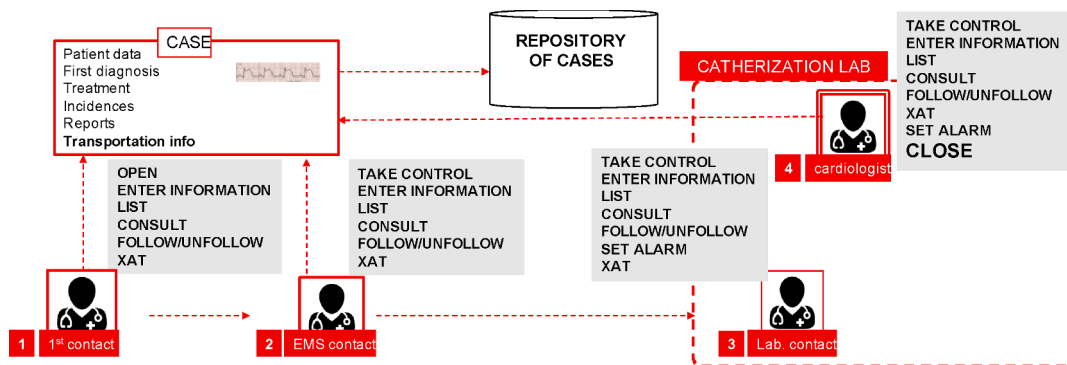 CASE
Patient data
First diagnosis
Treatment
Incidences
Reports
Transportation info
REPOSITORY
OF CASES
CATHERIZATION LAB
TAKE CONTROL
ENTER INFORMATION
LIST
CONSULT
FOLLOW/UNFOLLOW
XAT
SET ALARM
CLOSE
4 cardiologist
OPEN
ENTER INFORMATION
LIST
CONSULT
FOLLOW/UNFOLLOW
XAT
TAKE CONTROL
ENTER INFORMATION
LIST
CONSULT
FOLLOW/UNFOLLOW
XAT
TAKE CONTROL
ENTER INFORMATION
LIST
CONSULT
FOLLOW/UNFOLLOW
SET ALARM
XAT
1 1st contact
2 EMS contact
3 Lab. contact